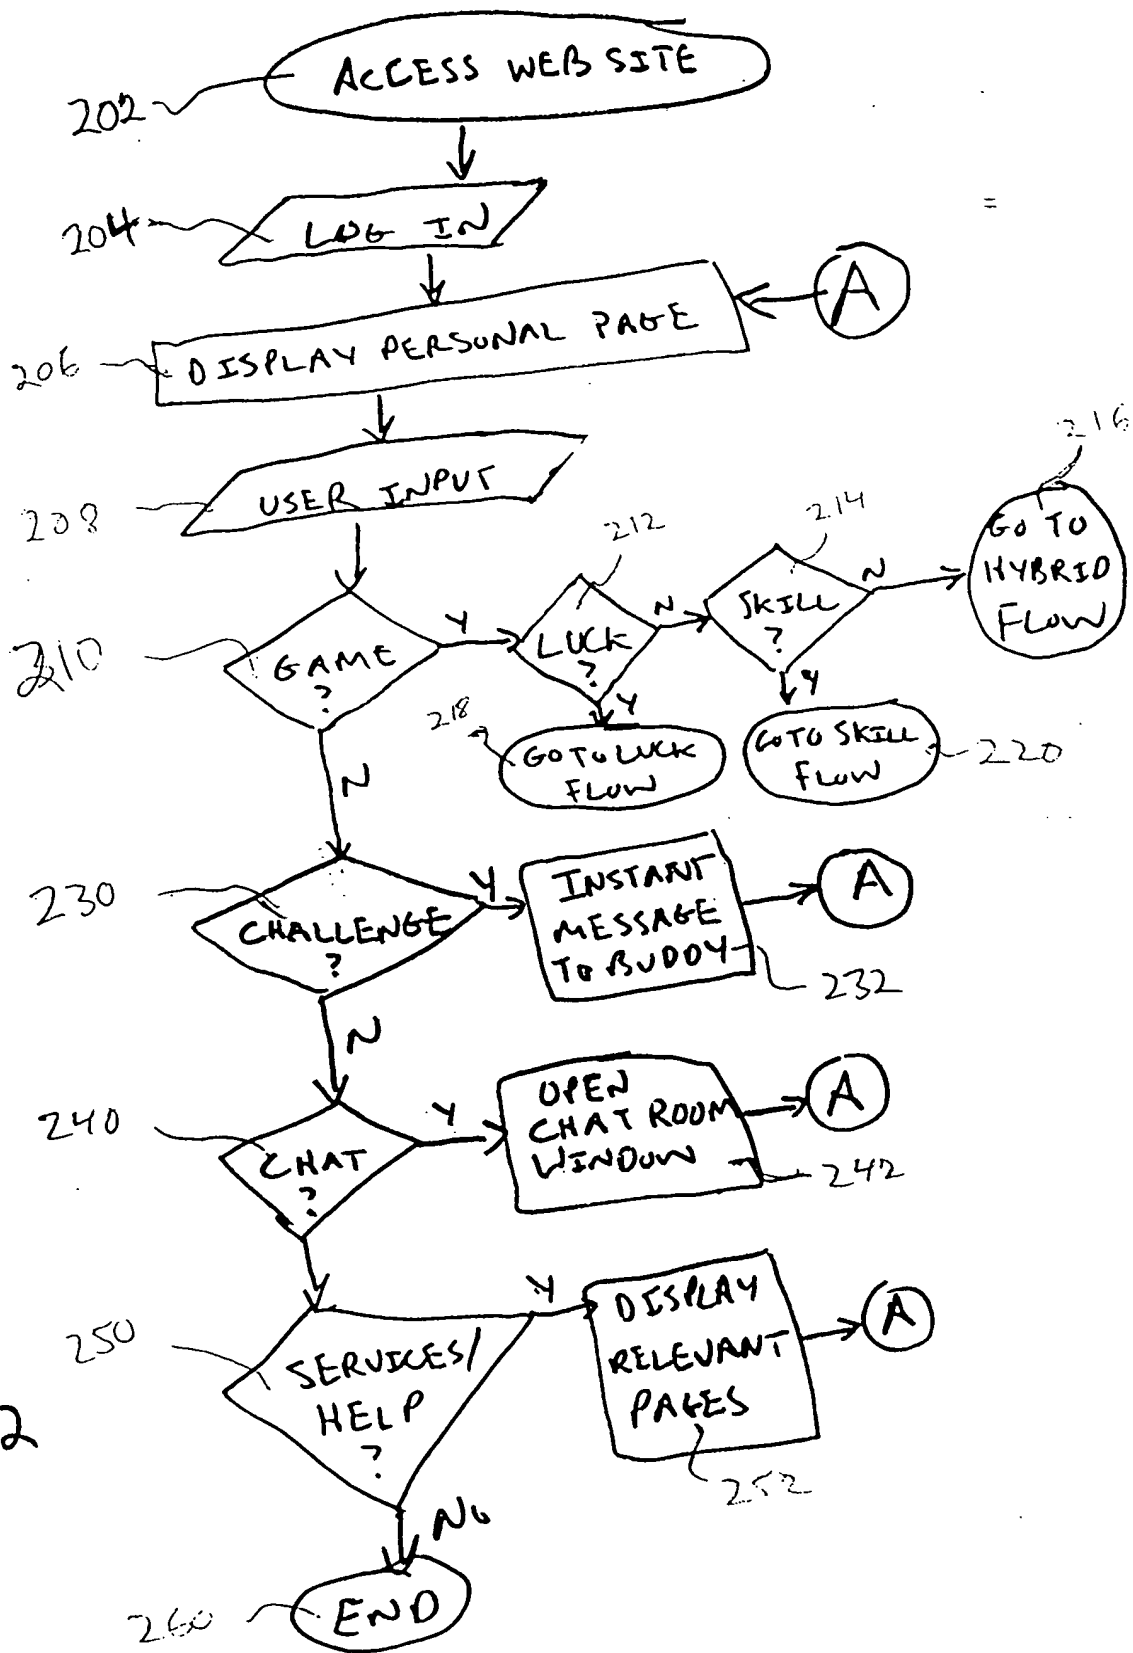 ACCESS WEB SITE
202
LOG IN
204
A
DISPLAY PERSONAL PAGE
206
USER INPUT
208
216
GO TO
HYBRID
FLOW
212
214
GAME
?
210
Y
LUCK
?
N
SKILL
?
N
Y
Y
218
GO TO LUCK
FLOW
GO TO SKILL
FLOW
220
N
230
CHALLENGE
?
Y
INSTANT
MESSAGE
TO BUDDY
232
A
N
240
CHAT
?
Y
OPEN
CHAT ROOM
WINDOW
242
A
250
SERVICES/
HELP
?
Y
DISPLAY
RELEVANT
PAGES
252
A
2
No
260
END